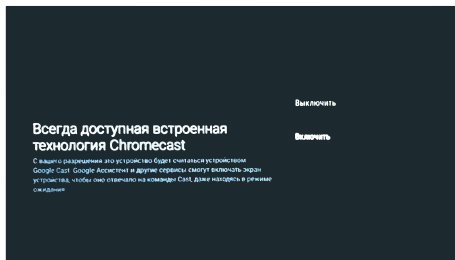 Выключить
Включить
Всегда доступная встроенная
технология Chromecast
С вашего разрешения это устройство будет считаться устройством
Google Cast. Google Ассистент и другие сервисы смогут включать экран
устройства, чтобы оно отвечало на команды Cast, даже находясь в режиме
ожидания